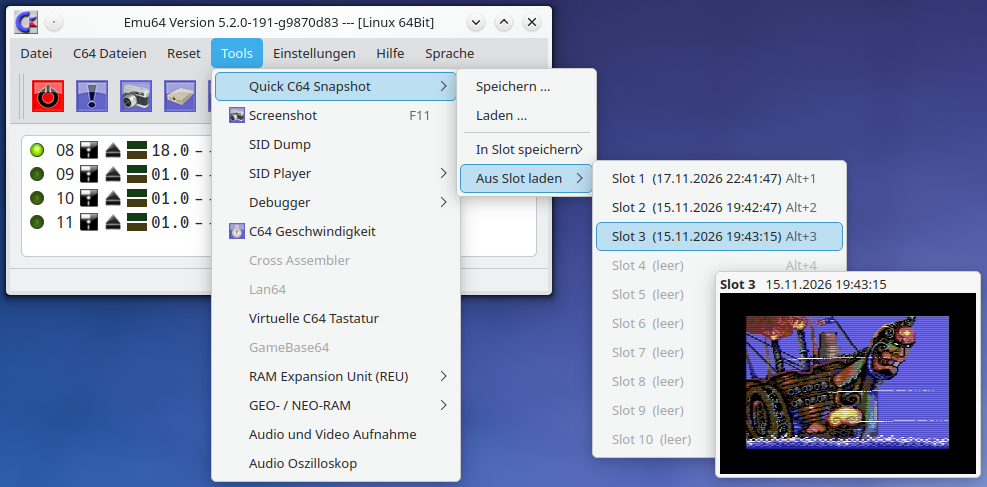 Emu64 Version 5.2.0-191-g9870d83 --- [Linux 64Bit]
Datei C64 Dateien Reset Tools Einstellungen Hilfe Sprache
08 18.0 - -
09 01.0 - -
10 01.0 - -
11 01.0 - -
Quick C64 Snapshot
Screenshot F11
SID Dump
SID Player
Debugger
C64 Geschwindigkeit
Cross Assembler
Lan64
Virtuelle C64 Tastatur
GameBase64
RAM Expansion Unit (REU)
GEO- / NEO-RAM
Audio und Video Aufnahme
Audio Oszilloskop
Speichern ...
Laden ...
In Slot speichern
Aus Slot laden
Slot 1 (17.11.2026 22:41:47) Alt+1
Slot 2 (15.11.2026 19:42:47) Alt+2
Slot 3 (15.11.2026 19:43:15) Alt+3
Slot 4 (leer) Alt+4
Slot 5 (leer)
Slot 6 (leer)
Slot 7 (leer)
Slot 8 (leer)
Slot 9 (leer)
Slot 10 (leer)
Slot 3 15.11.2026 19:43:15